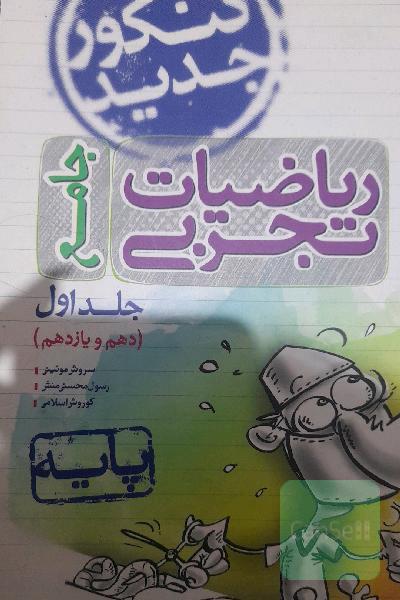 کنکور
جدید
جامع
ریاضیات
تجربی
جلد اول
(دهم و یازدهم)
سروش موئینی
رسول محسنی منش
کوروش اسلامی
پایه